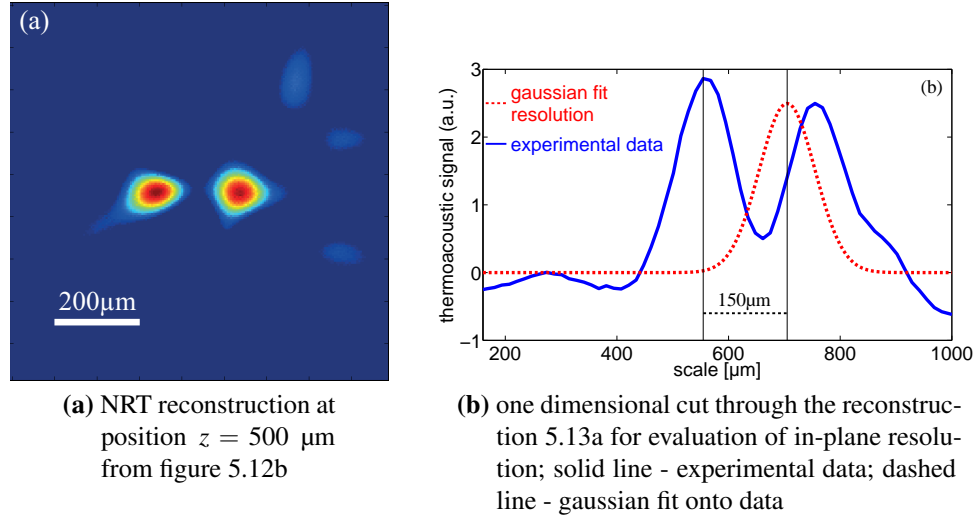 (a)
200µm
(a) NRT reconstruction at
position z = 500 µm
from figure 5.12b
3
2
1
0
−1
thermoacoustic signal (a.u.)
(b)
gaussian fit
resolution
experimental data
150µm
200 400 600 800 1000
scale [µm]
(b) one dimensional cut through the reconstruc-
tion 5.13a for evaluation of in-plane resolu-
tion; solid line - experimental data; dashed
line - gaussian fit onto data